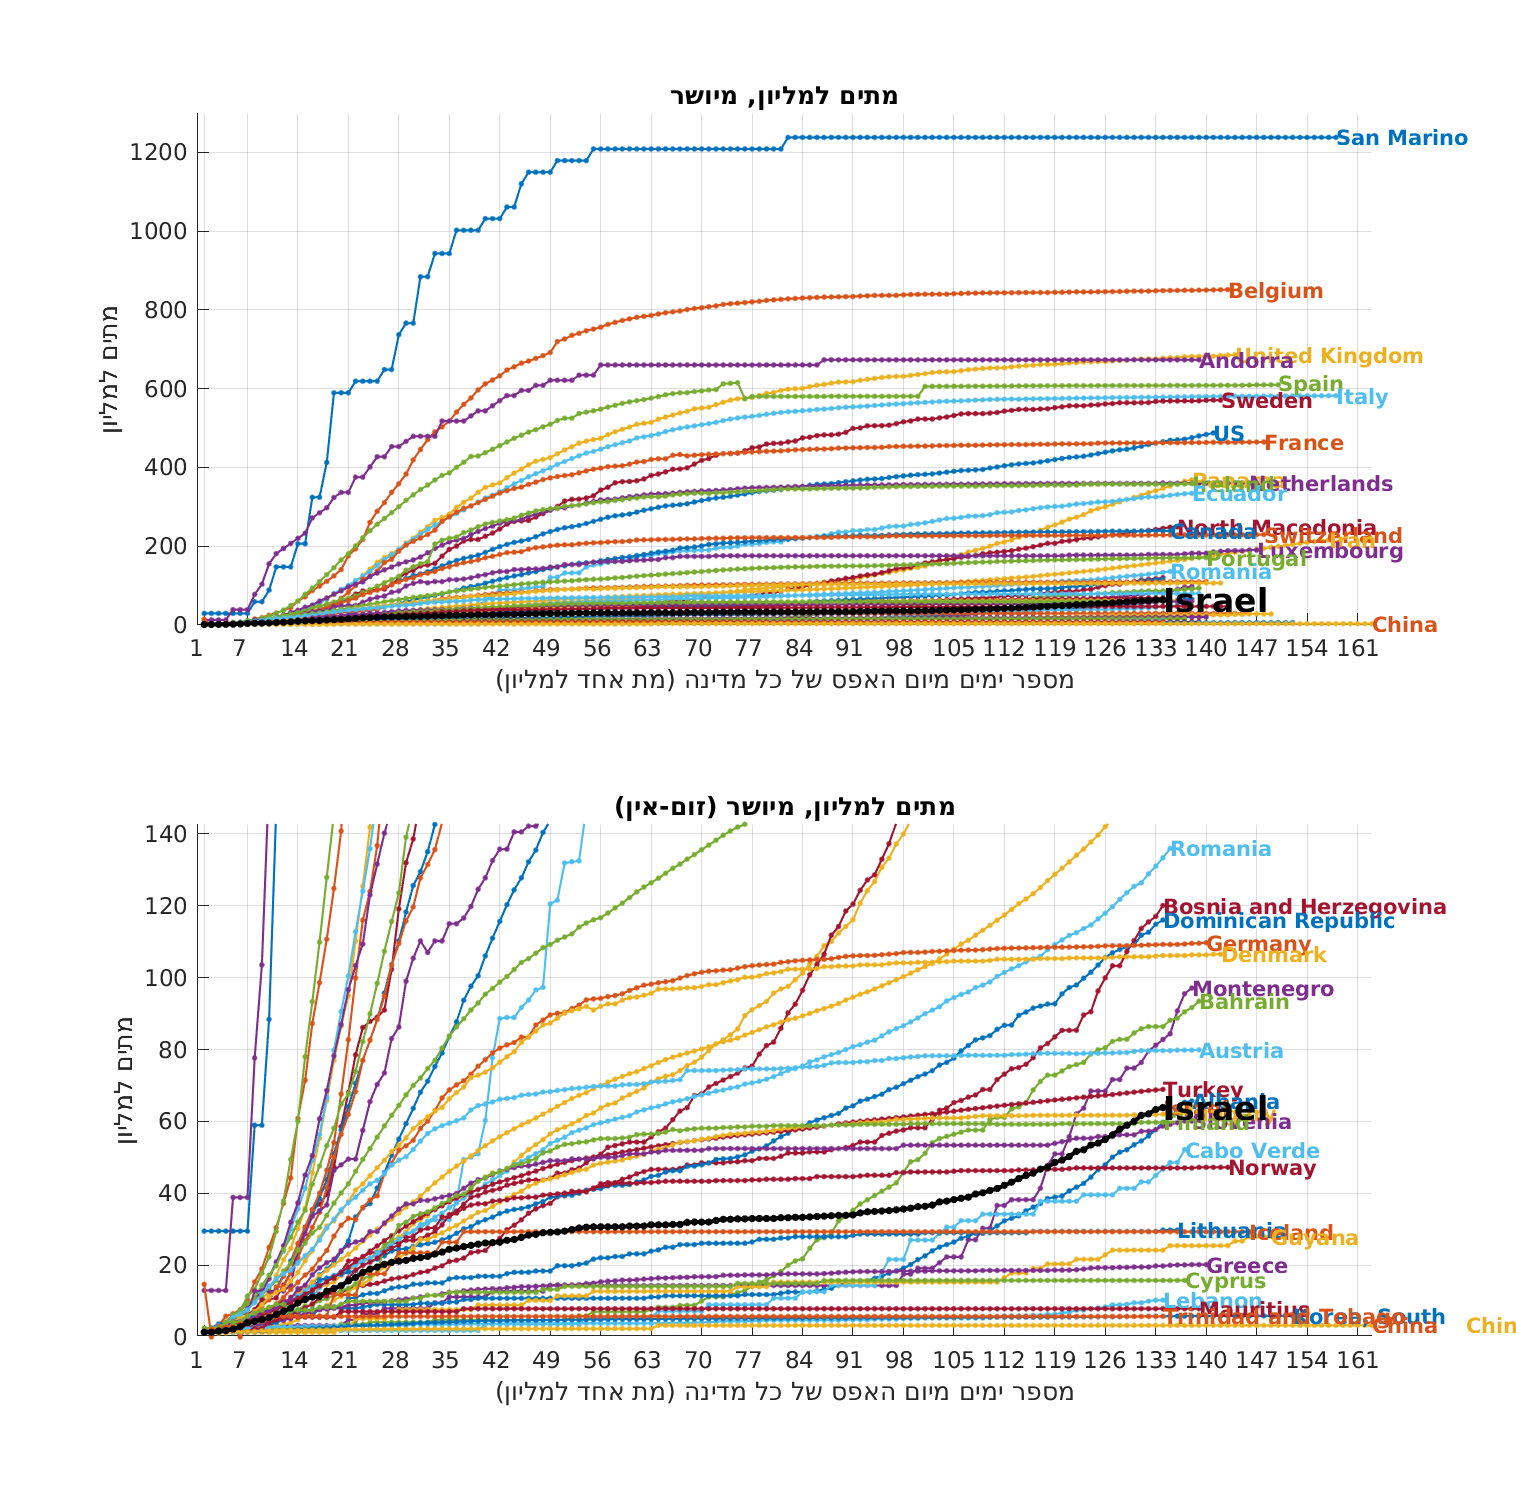 מתים למליון, מיושר
מתים למליון
1200
1000
800
600
400
200
0
San Marino
Belgium
United Kingdom
Andorra
Spain
Italy
Sweden
US
France
Panama
Netherlands
Ecuador
North Macedonia
Canada
Switzerland
Luxembourg
Portugal
Romania
Israel
China
1 7 14 21 28 35 42 49 56 63 70 77 84 91 98 105 112 119 126 133 140 147 154 161
מספר ימים מיום האפס של כל מדינה (מת אחד למליון)
מתים למליון, מיושר (זום-אין)
מתים למליון
140
120
100
80
60
40
20
0
Romania
Bosnia and Herzegovina
Dominican Republic
Germany
Denmark
Montenegro
Bahrain
Austria
Turkey
Albania
Israel
Cabo Verde
Norway
Lithuania
Iceland
Guyana
Greece
Cyprus
Lebanon
Mauritius
Trinidad and Tobago
China
1 7 14 21 28 35 42 49 56 63 70 77 84 91 98 105 112 119 126 133 140 147 154 161
מספר ימים מיום האפס של כל מדינה (מת אחד למליון)